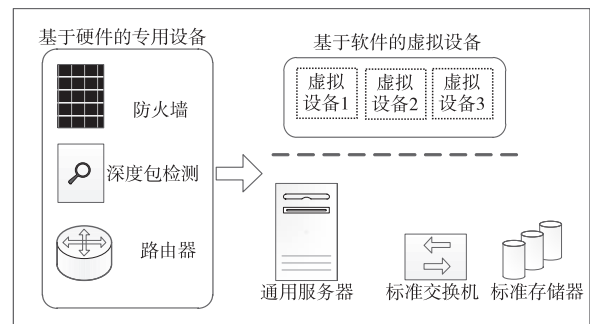 基于硬件的专用设备
防火墙
深度包检测
路由器
基于软件的虚拟设备
虚拟
设备1
虚拟
设备2
虚拟
设备3
通用服务器
标准交换机
标准存储器